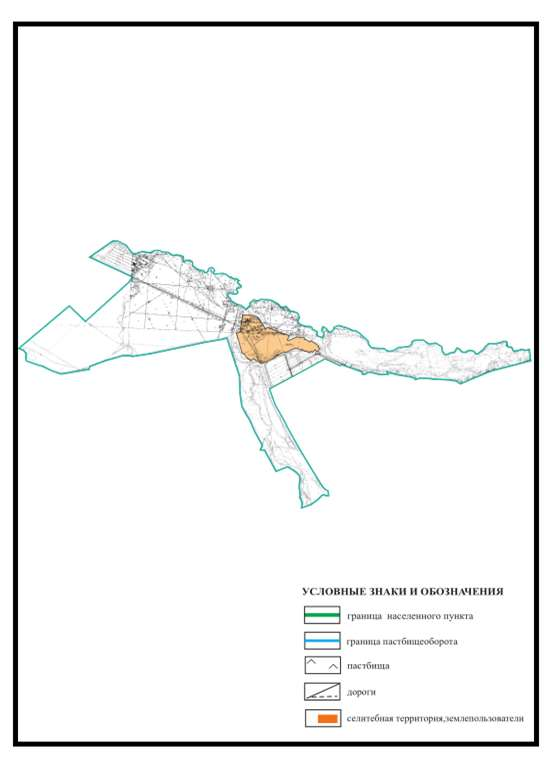 УСЛОВНЫЕ ЗНАКИ И ОБОЗНАЧЕНИЯ
граница населенного пункта
граница пастбищеоборота
пастбища
дороги
селитебная территория,землепользователи